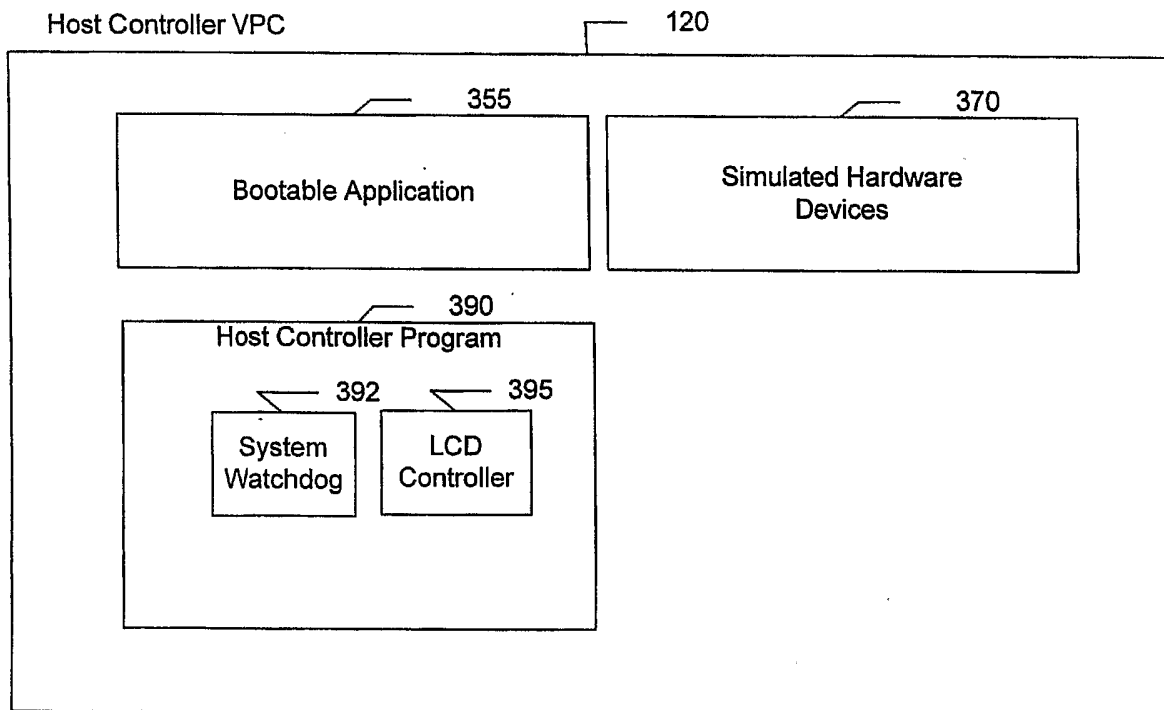 Host Controller VPC
120
355
370
Bootable Application
Simulated Hardware
Devices
390
Host Controller Program
392
395
System
Watchdog
LCD
Controller